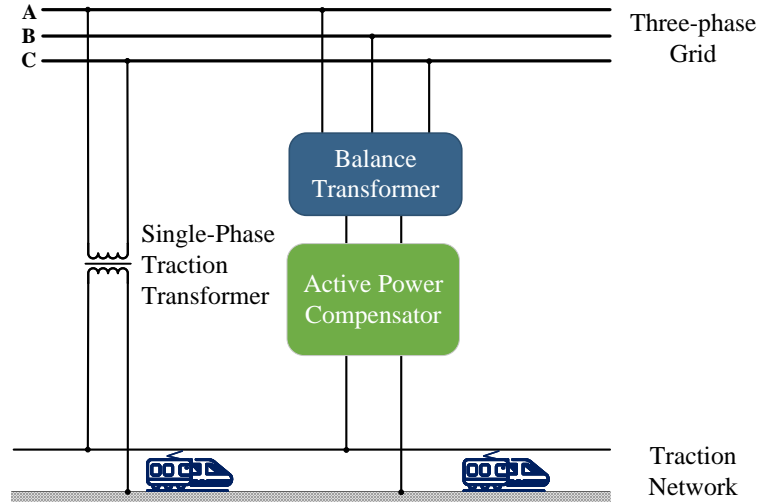 A
B
C
Three-phase
Grid
Balance
Transformer
Single-Phase
Traction
Transformer
Active Power
Compensator
Traction
Network